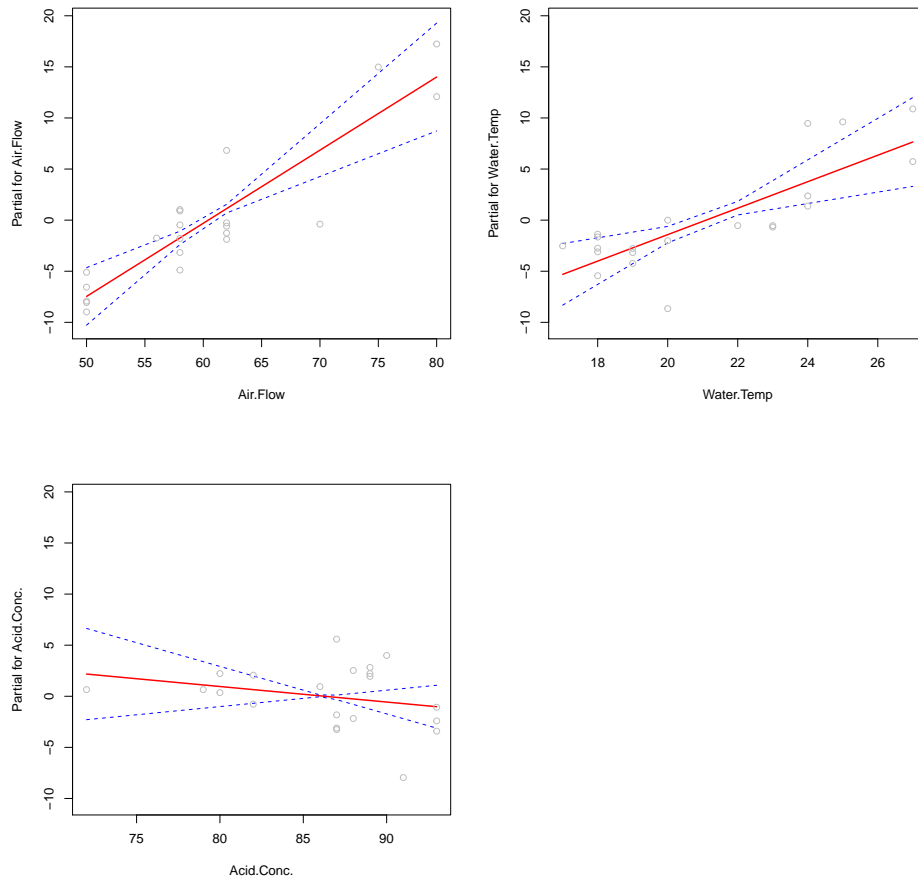 Partial for Air.Flow
20
15
10
5
0
−5
−10
50 55 60 65 70 75 80
Air.Flow
Partial for Water.Temp
20
15
10
5
0
−5
−10
18 20 22 24 26
Water.Temp
Partial for Acid.Conc.
20
15
10
5
0
−5
−10
75 80 85 90
Acid.Conc.